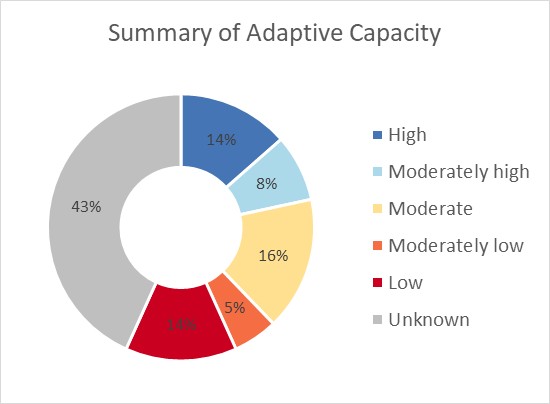 Summary of Adaptive Capacity
14%
8%
16%
5%
14%
43%
High
Moderately high
Moderate
Moderately low
Low
Unknown